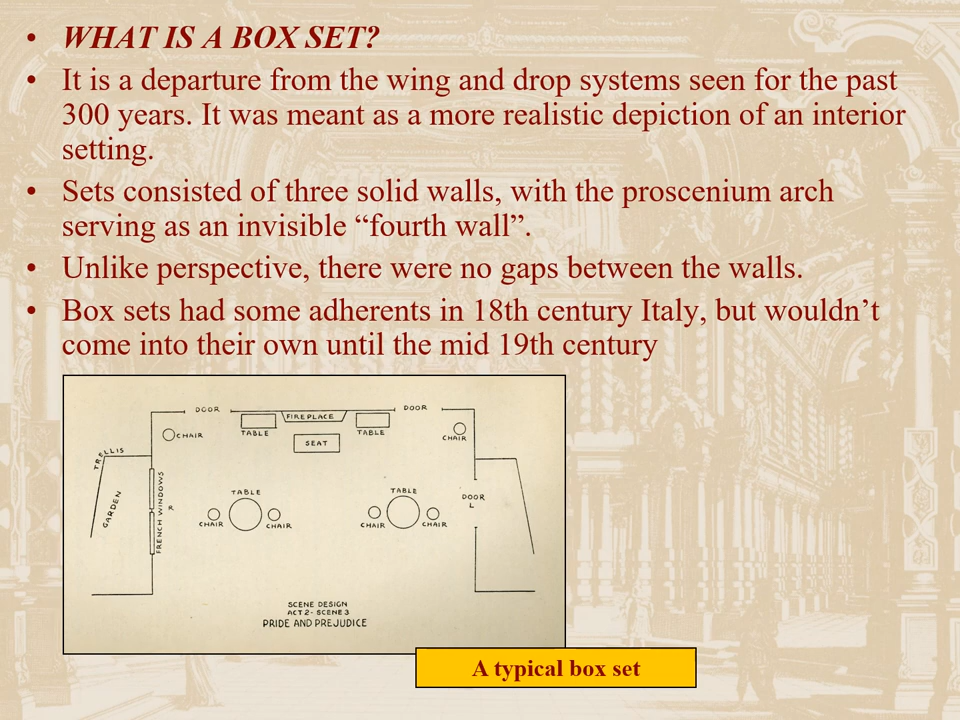 • WHAT IS A BOX SET?
• It is a departure from the wing and drop systems seen for the past
300 years. It was meant as a more realistic depiction of an interior
setting.
• Sets consisted of three solid walls, with the proscenium arch
serving as an invisible “fourth wall”.
• Unlike perspective, there were no gaps between the walls.
• Box sets had some adherents in 18th century Italy, but wouldn’t
come into their own until the mid 19th century
DOOR
FIREPLACE
DOOR
CHAIR
TABLE
SEAT
TABLE
CHAIR
TRELLIS
GARDEN
FRENCH WINDOWS
R
TABLE
CHAIR
CHAIR
TABLE
CHAIR
CHAIR
DOOR
L
SCENE DESIGN
ACT 2 - SCENE 3
PRIDE AND PREJUDICE
A typical box set